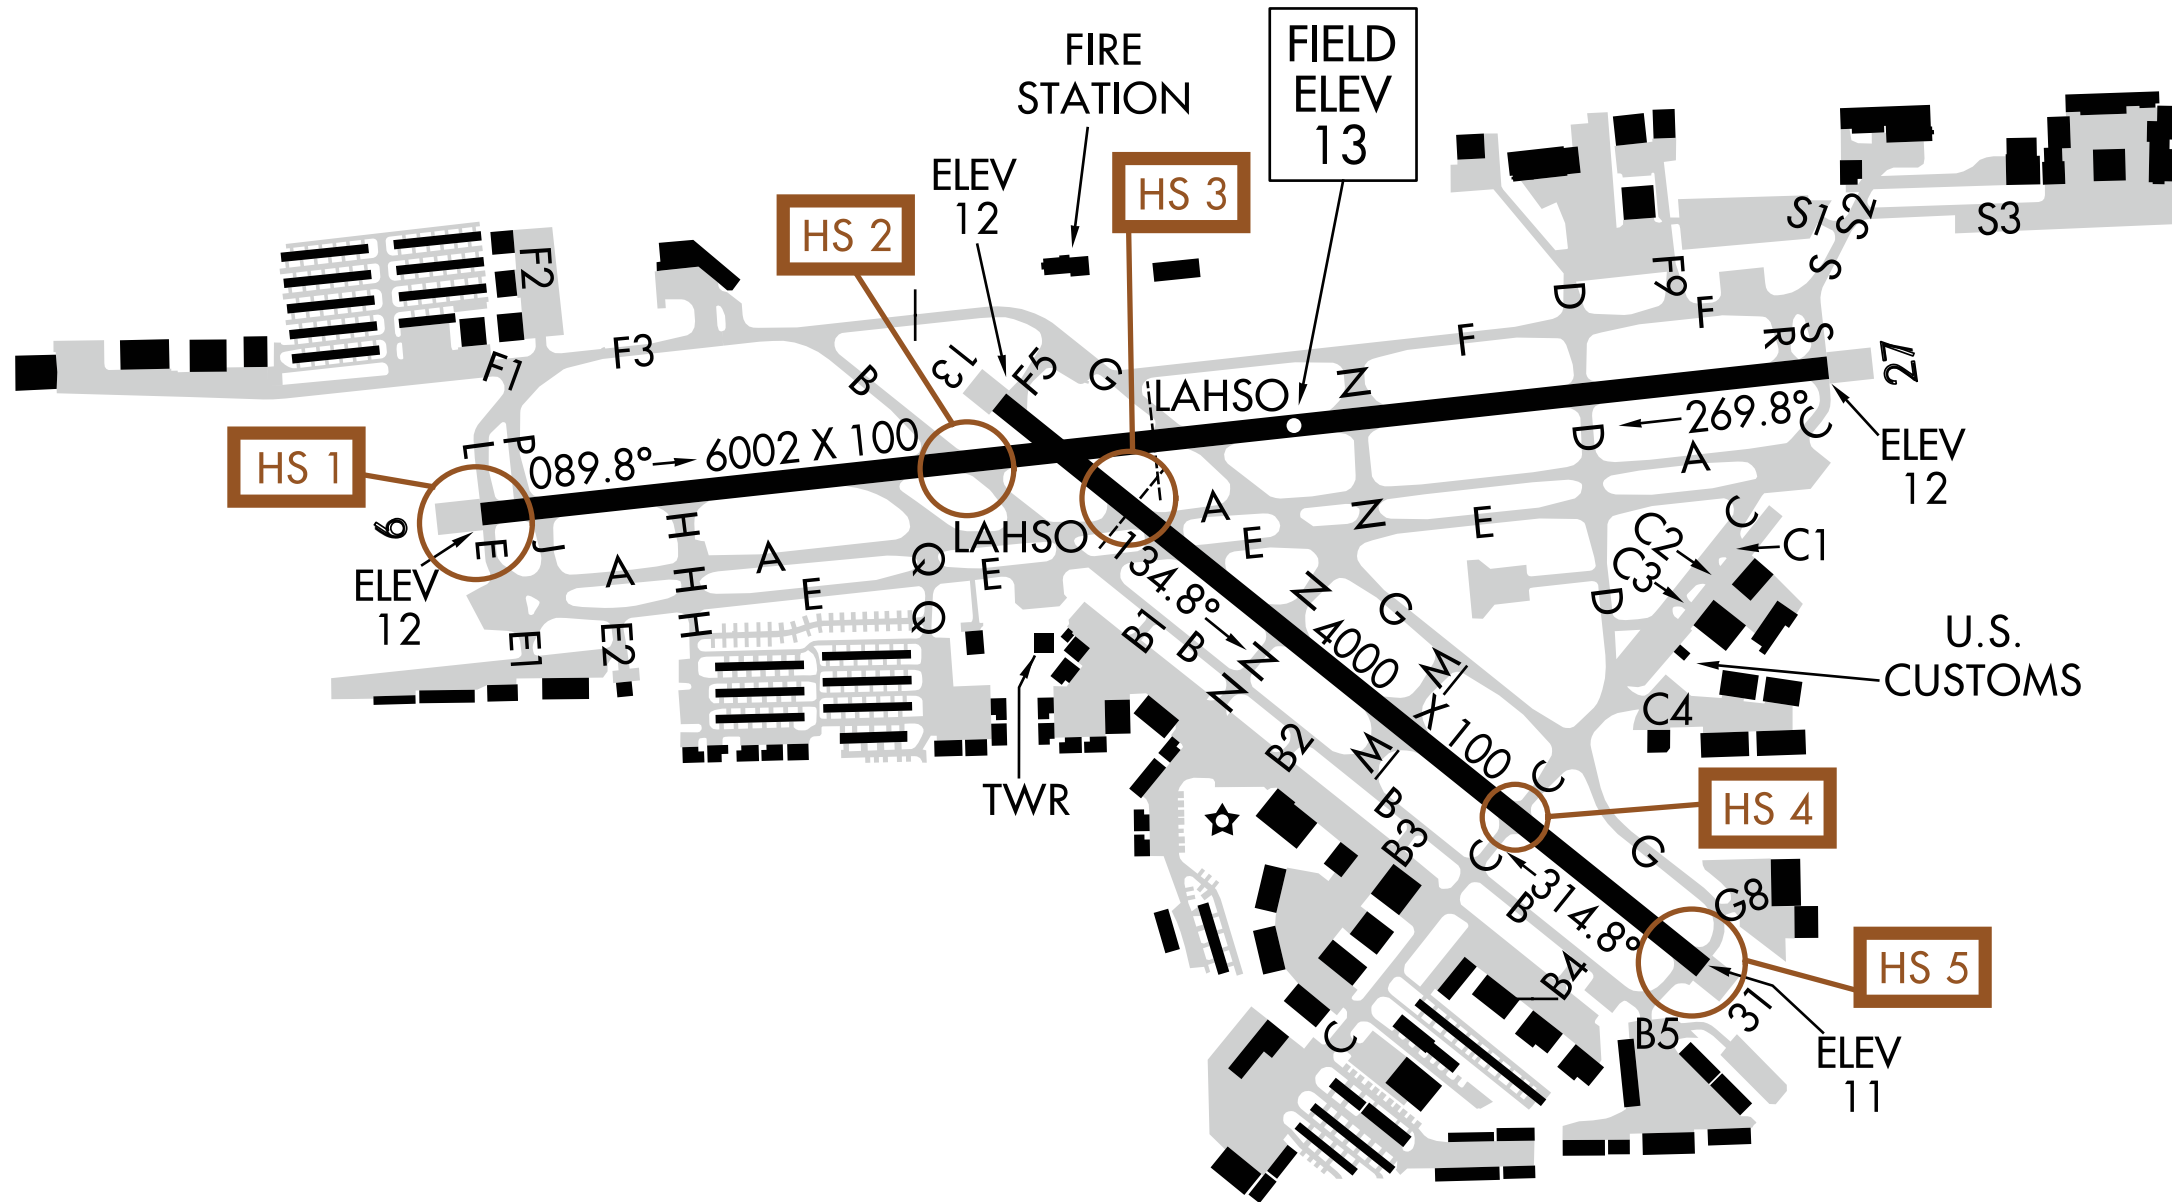 FIELD
ELEV
13
FIRE
STATION
ELEV
12
HS 3
HS 2
S1
S2
S3
S
S
F2
F9
D
F
F
R
S
27
F1
F3
B
I
13
F5
G
LAHSO
N
D
269.8°
A
C
ELEV
12
HS 1
L
P
089.8°
6002 X 100
9
ELEV
12
E
J
H
H
H
A
A
E
Q
Q
E
LAHSO
A
E
N
E
C
C1
C2
C3
D
U.S.
CUSTOMS
C4
E1
E2
TWR
134.8°
4000 X 100
B1
B
N
N
N
G
M
M
B2
B
B3
C
C
HS 4
314.8°
B
G
G8
HS 5
B4
B5
31
ELEV
11
C